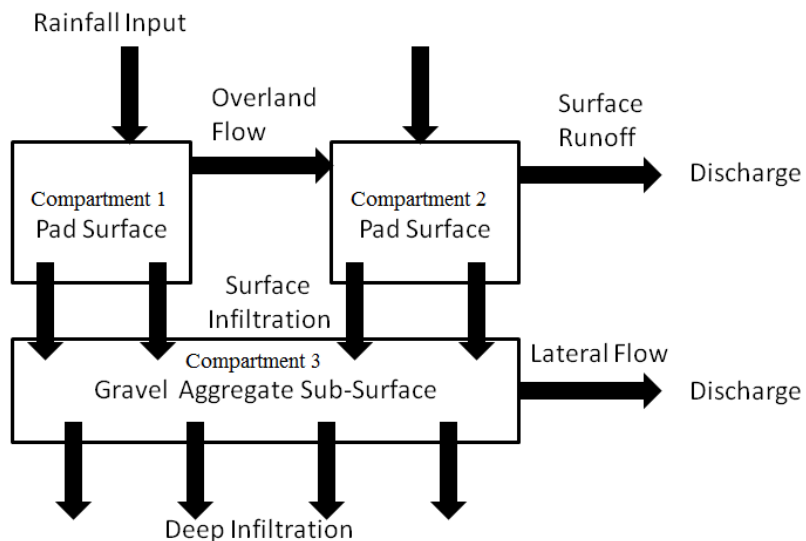 Rainfall Input
Overland
Flow
Surface
Runoff
Discharge
Compartment 1
Pad Surface
Compartment 2
Pad Surface
Surface
Infiltration
Compartment 3
Gravel Aggregate Sub-Surface
Lateral Flow
Discharge
Deep Infiltration